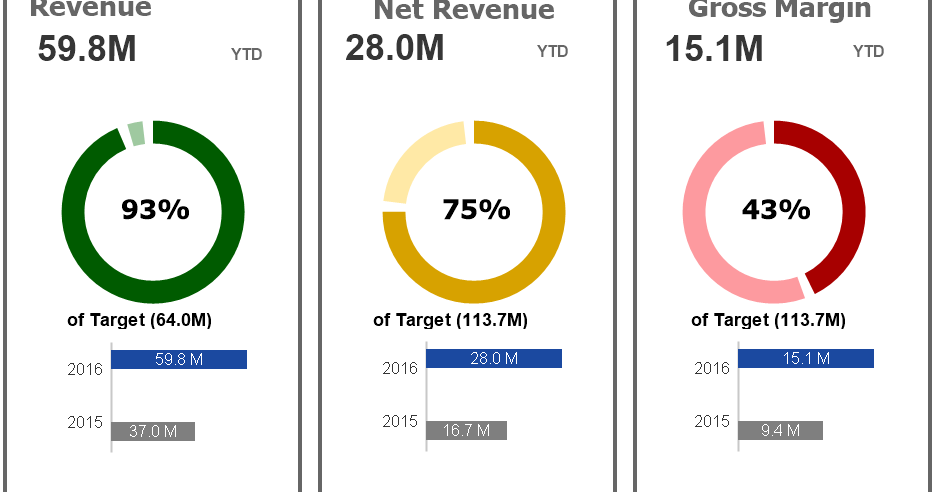 Revenue
59.8M YTD
93%
of Target (64.0M)
2016 59.8 M
2015 37.0 M
Net Revenue
28.0M YTD
75%
of Target (113.7M)
2016 28.0 M
2015 16.7 M
Gross Margin
15.1M YTD
43%
of Target (113.7M)
2016 15.1 M
2015 9.4 M